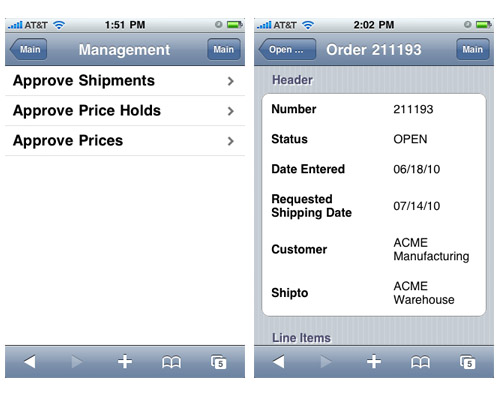 AT&T 1:51 PM
Main Management Main
Approve Shipments
Approve Price Holds
Approve Prices
5
AT&T 2:02 PM
Open ... Order 211193 Main
Header
Number 211193
Status OPEN
Date Entered 06/18/10
Requested
Shipping Date 07/14/10
Customer ACME
Manufacturing
Shipto ACME
Warehouse
Line Items
5